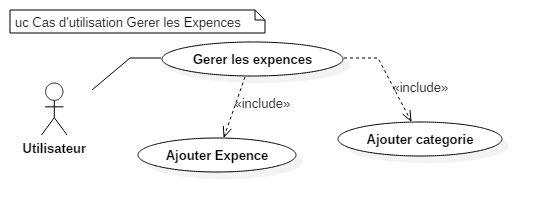 uc Cas d'utilisation Gerer les Expences
Gerer les expences
«include»
«include»
Utilisateur
Ajouter Expence
Ajouter categorie